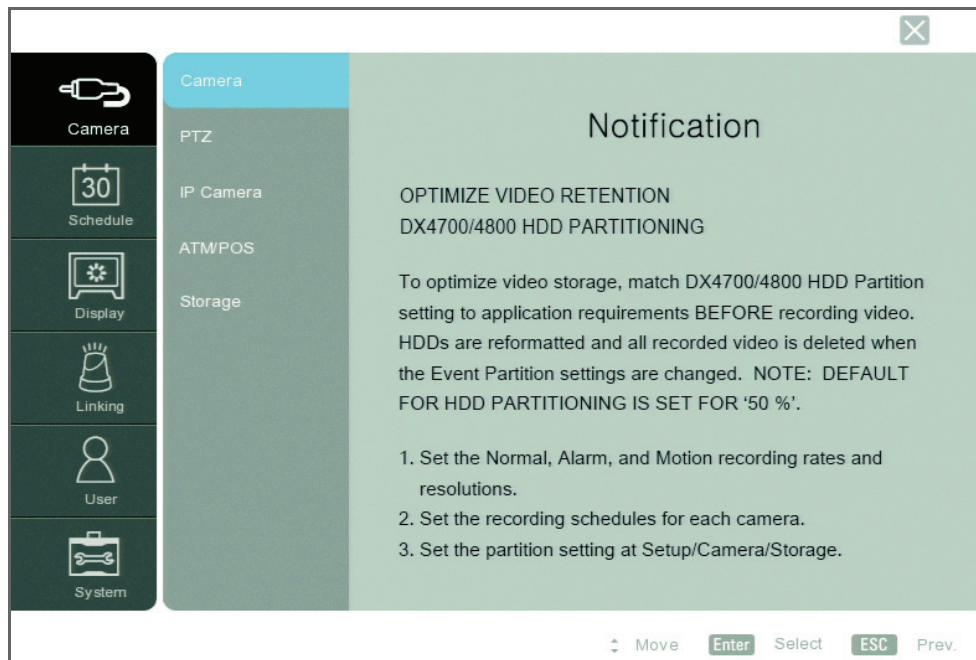 Camera
30
Schedule
Display
Linking
User
System
Camera
PTZ
IP Camera
ATM/POS
Storage
Notification
OPTIMIZE VIDEO RETENTION
DX4700/4800 HDD PARTITIONING
To optimize video storage, match DX4700/4800 HDD Partition
setting to application requirements BEFORE recording video.
HDDs are reformatted and all recorded video is deleted when
the Event Partition settings are changed.  NOTE:  DEFAULT
FOR HDD PARTITIONING IS SET FOR ‘50 %’.
1. Set the Normal, Alarm, and Motion recording rates and
resolutions.
2. Set the recording schedules for each camera.
3. Set the partition setting at Setup/Camera/Storage.
Move Enter Select ESC Prev.